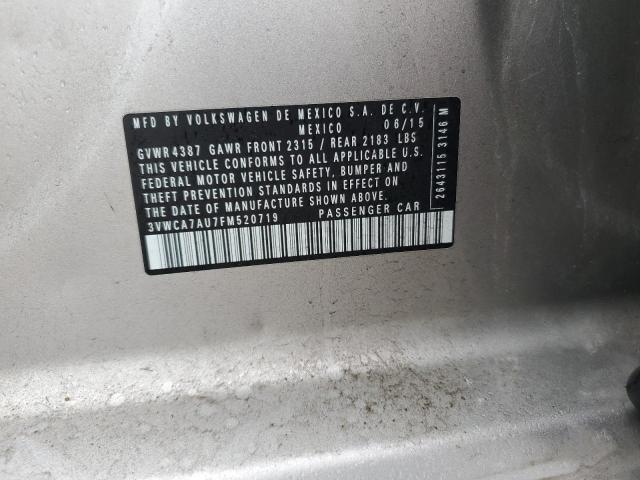 MFD BY VOLKSWAGEN DE MEXICO S.A. DE C.V.
MEXICO 06/15
GVWR 4387 GAWR FRONT 2315 / REAR 2183 LBS
THIS VEHICLE CONFORMS TO ALL APPLICABLE U.S.
FEDERAL MOTOR VEHICLE SAFETY, BUMPER AND
THEFT PREVENTION STANDARDS IN EFFECT ON
THE DATE OF MANUFACTURE SHOWN ABOVE.
3VWCA7AU7FM520719 PASSENGER CAR
2643115 3146 M